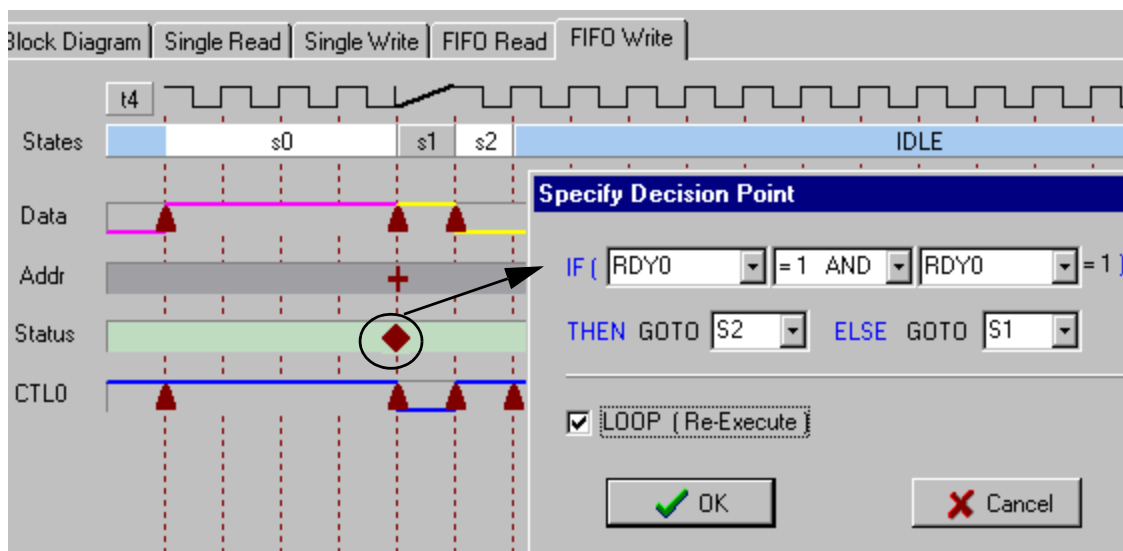 Block Diagram Single Read Single Write FIFO Read FIFO Write
t4
States s0 s1 s2 IDLE
Specify Decision Point
Data
IF ( RDY0 = 1 AND RDY0 = 1 )
Addr
THEN GOTO S2 ELSE GOTO S1
Status
CTL0
LOOP ( Re-Execute )
OK Cancel